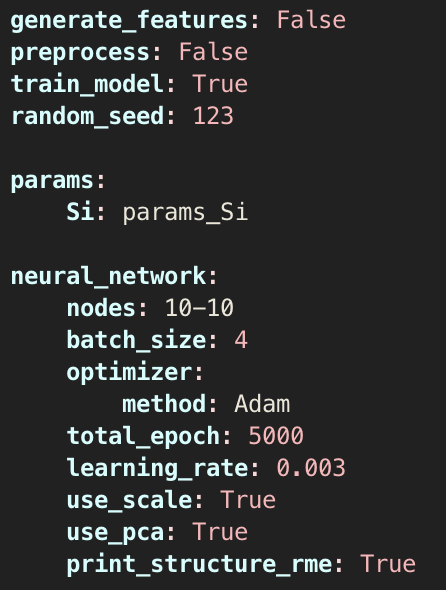 generate_features: False
preprocess: False
train_model: True
random_seed: 123

params:
    Si: params_Si

neural_network:
    nodes: 10-10
    batch_size: 4
    optimizer:
        method: Adam
    total_epoch: 5000
    learning_rate: 0.003
    use_scale: True
    use_pca: True
    print_structure_rme: True